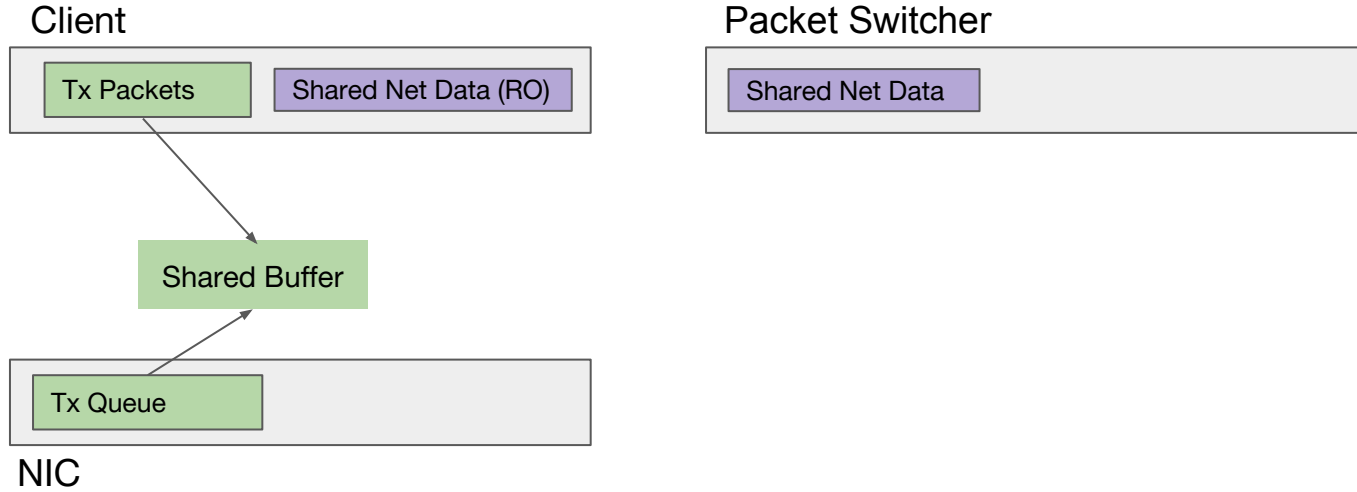 Client
Packet Switcher
Tx Packets
Shared Net Data (RO)
Shared Net Data
Shared Buffer
Tx Queue
NIC